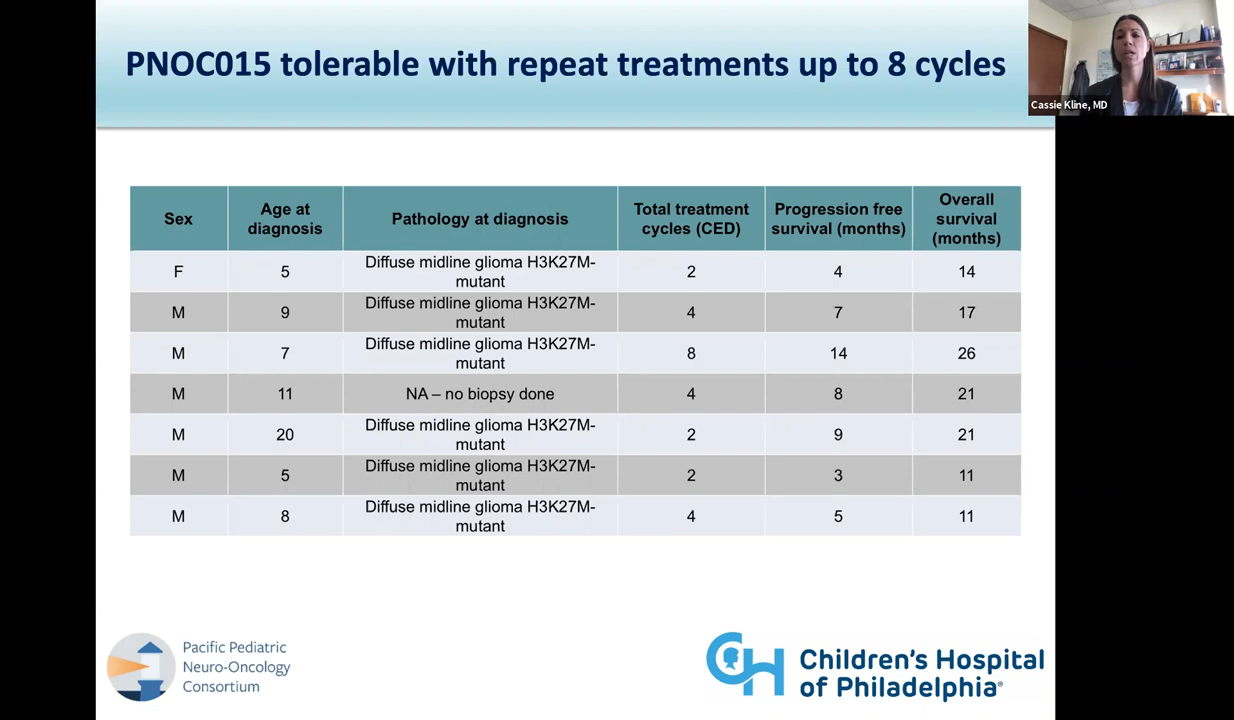 PNOC015 tolerable with repeat treatments up to 8 cycles
Cassie Kline, MD
Sex
Age at
diagnosis
Pathology at diagnosis
Total treatment
cycles (CED)
Progression free
survival (months)
Overall
survival
(months)
F
5
Diffuse midline glioma H3K27M-
mutant
2
4
14
M
9
Diffuse midline glioma H3K27M-
mutant
4
7
17
M
7
Diffuse midline glioma H3K27M-
mutant
8
14
26
M
11
NA – no biopsy done
4
8
21
M
20
Diffuse midline glioma H3K27M-
mutant
2
9
21
M
5
Diffuse midline glioma H3K27M-
mutant
2
3
11
M
8
Diffuse midline glioma H3K27M-
mutant
4
5
11
Pacific Pediatric
Neuro-Oncology
Consortium
CH
Children's Hospital
of Philadelphia®